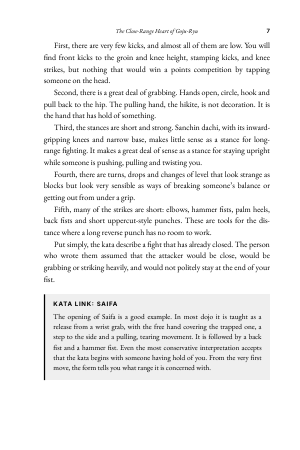 The Close-Range Heart of Goju-Ryu 7
First, there are very few kicks, and almost all of them are low. You will
find front kicks to the groin and knee height, stamping kicks, and knee
strikes, but nothing that would win a points competition by tapping
someone on the head.
Second, there is a great deal of grabbing. Hands open, circle, hook and
pull back to the hip. The pulling hand, the hikite, is not decoration. It is
the hand that has hold of something.
Third, the stances are short and strong. Sanchin dachi, with its inward-
gripping knees and narrow base, makes little sense as a stance for long-
range fighting. It makes a great deal of sense as a stance for staying upright
while someone is pushing, pulling and twisting you.
Fourth, there are turns, drops and changes of level that look strange as
blocks but look very sensible as ways of breaking someone's balance or
getting out from under a grip.
Fifth, many of the strikes are short: elbows, hammer fists, palm heels,
back fists and short uppercut-style punches. These are tools for the dis-
tance where a long reverse punch has no room to work.
Put simply, the kata describe a fight that has already closed. The person
who wrote them assumed that the attacker would be close, would be
grabbing or striking heavily, and would not politely stay at the end of your
fist.
KATA LINK: SAIFA
The opening of Saifa is a good example. In most dojo it is taught as a
release from a wrist grab, with the free hand covering the trapped one, a
step to the side and a pulling, tearing movement. It is followed by a back
fist and a hammer fist. Even the most conservative interpretation accepts
that the kata begins with someone having hold of you. From the very first
move, the form tells you what range it is concerned with.